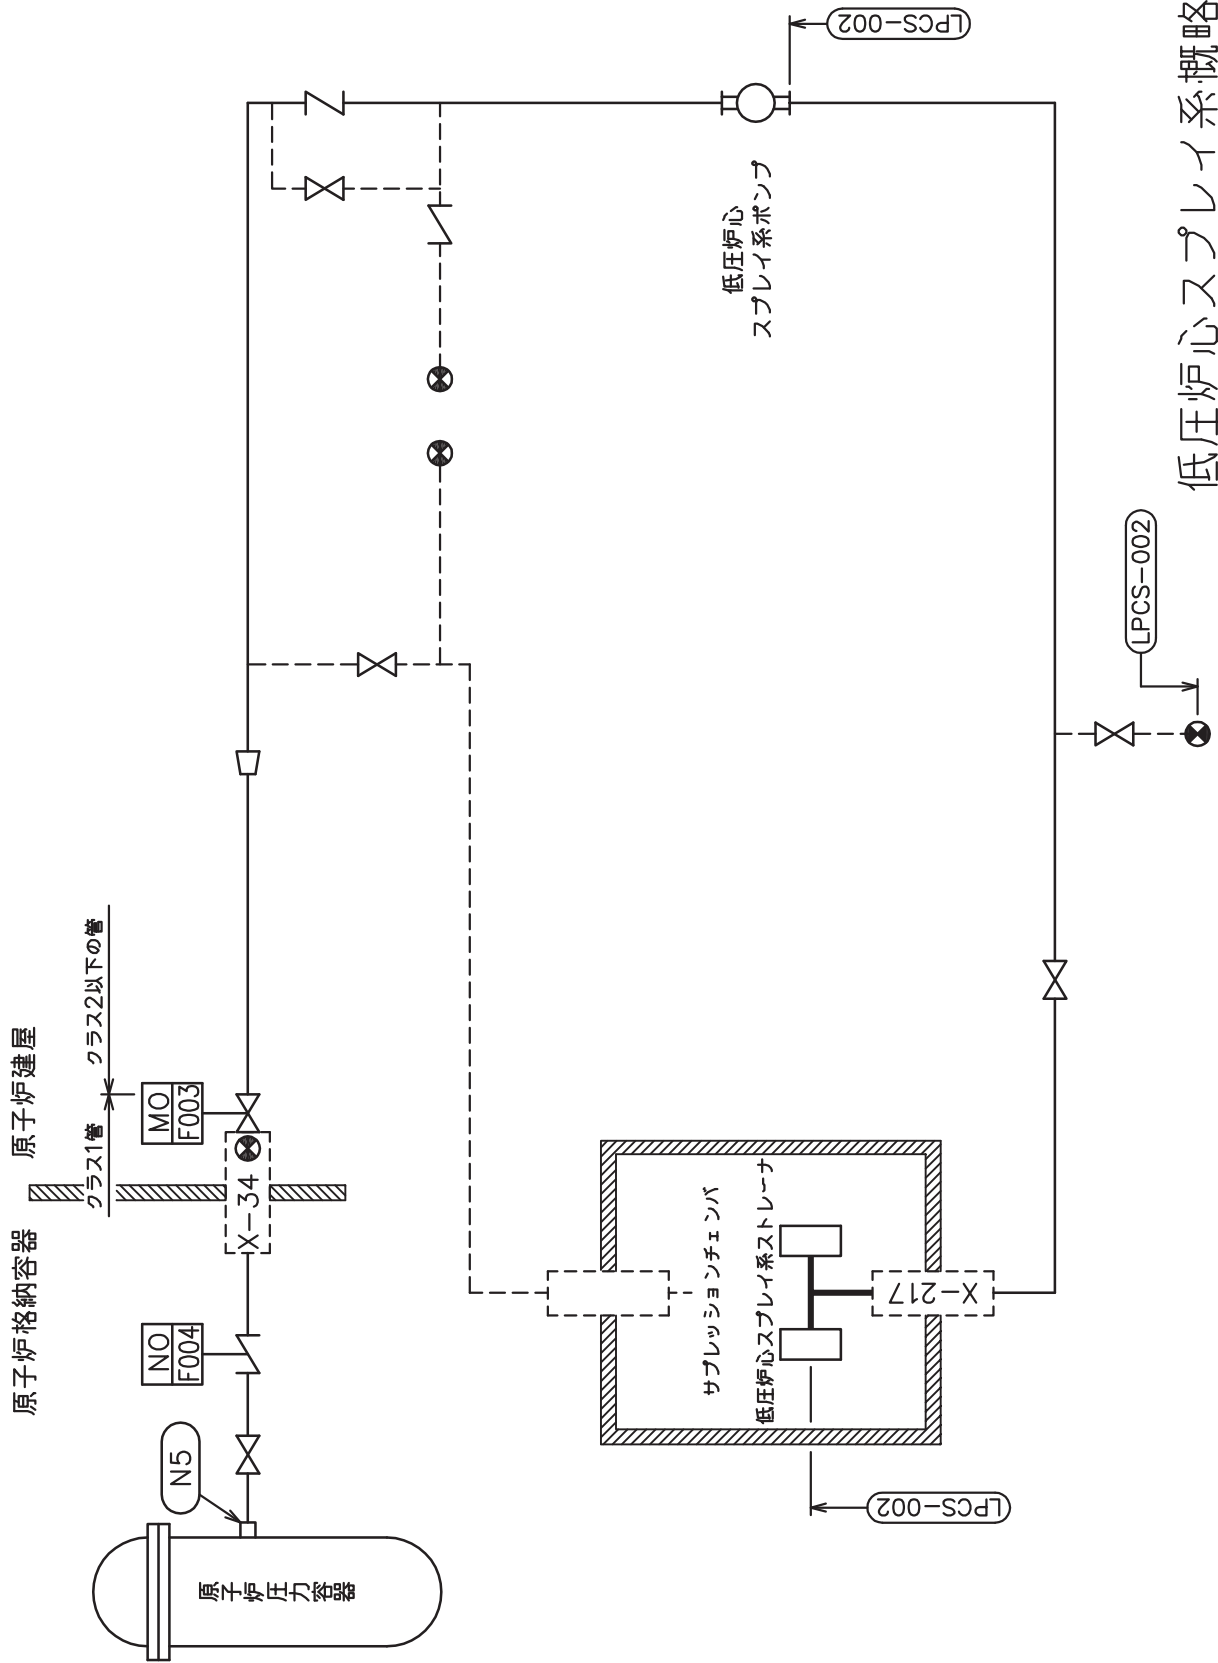 原子炉圧力容器
N5
原子炉格納容器
原子炉建屋
NO
F004
クラス1管
クラス2以下の管
MO
F003
X-34
サプレッションチェンバ
低圧炉心スプレイ系ストレーナ
X-217
LPCS-002
LPCS-002
低圧炉心
スプレイ系ポンプ
LPCS-002
低圧炉心スプレイ系概略